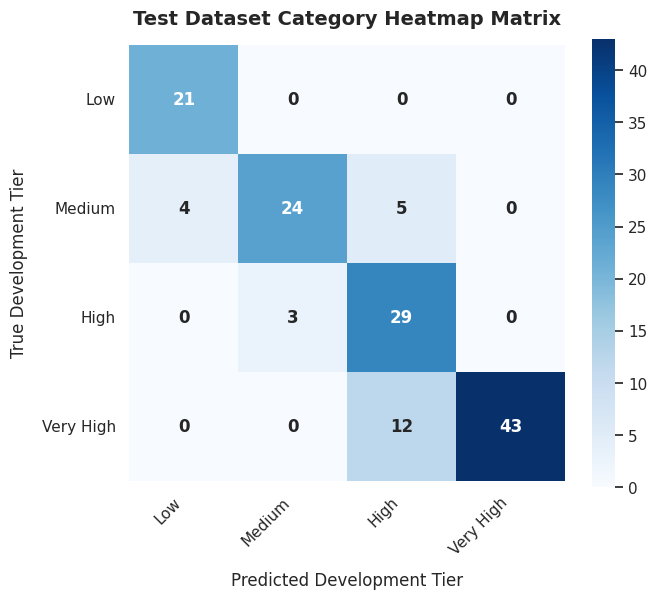 Test Dataset Category Heatmap Matrix
True Development Tier
Low 21 0 0 0
Medium 4 24 5 0
High 0 3 29 0
Very High 0 0 12 43
Low Medium High Very High
Predicted Development Tier
40
35
30
25
20
15
10
5
0